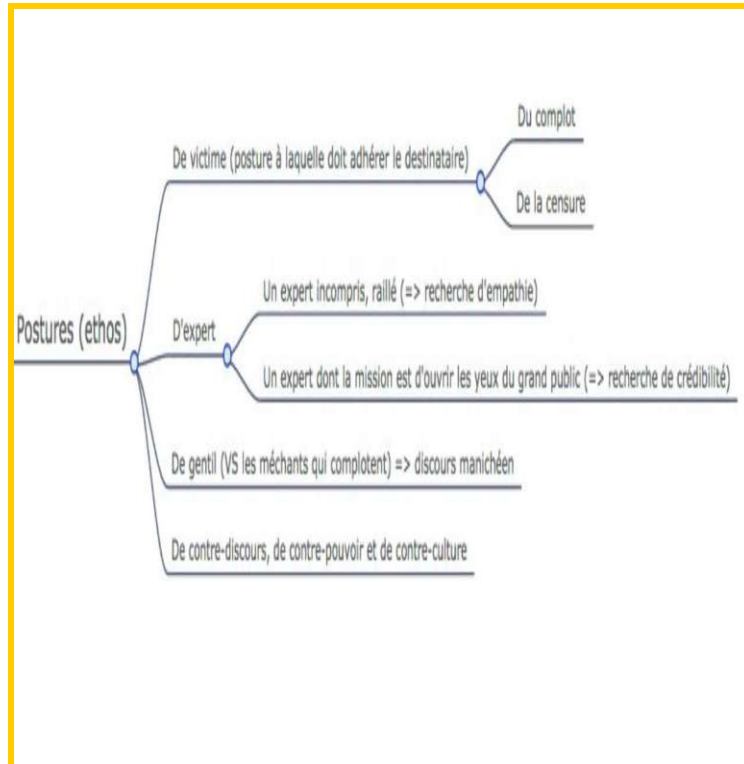 Postures (ethos)
De victime (posture à laquelle doit adhérer le destinataire)
Du complot
De la censure
D'expert
Un expert incompris, raillé (=> recherche d'empathie)
Un expert dont la mission est d'ouvrir les yeux du grand public (=> recherche de crédibilité)
De gentil (VS les méchants qui complotent) => discours manichéen
De contre-discours, de contre-pouvoir et de contre-culture